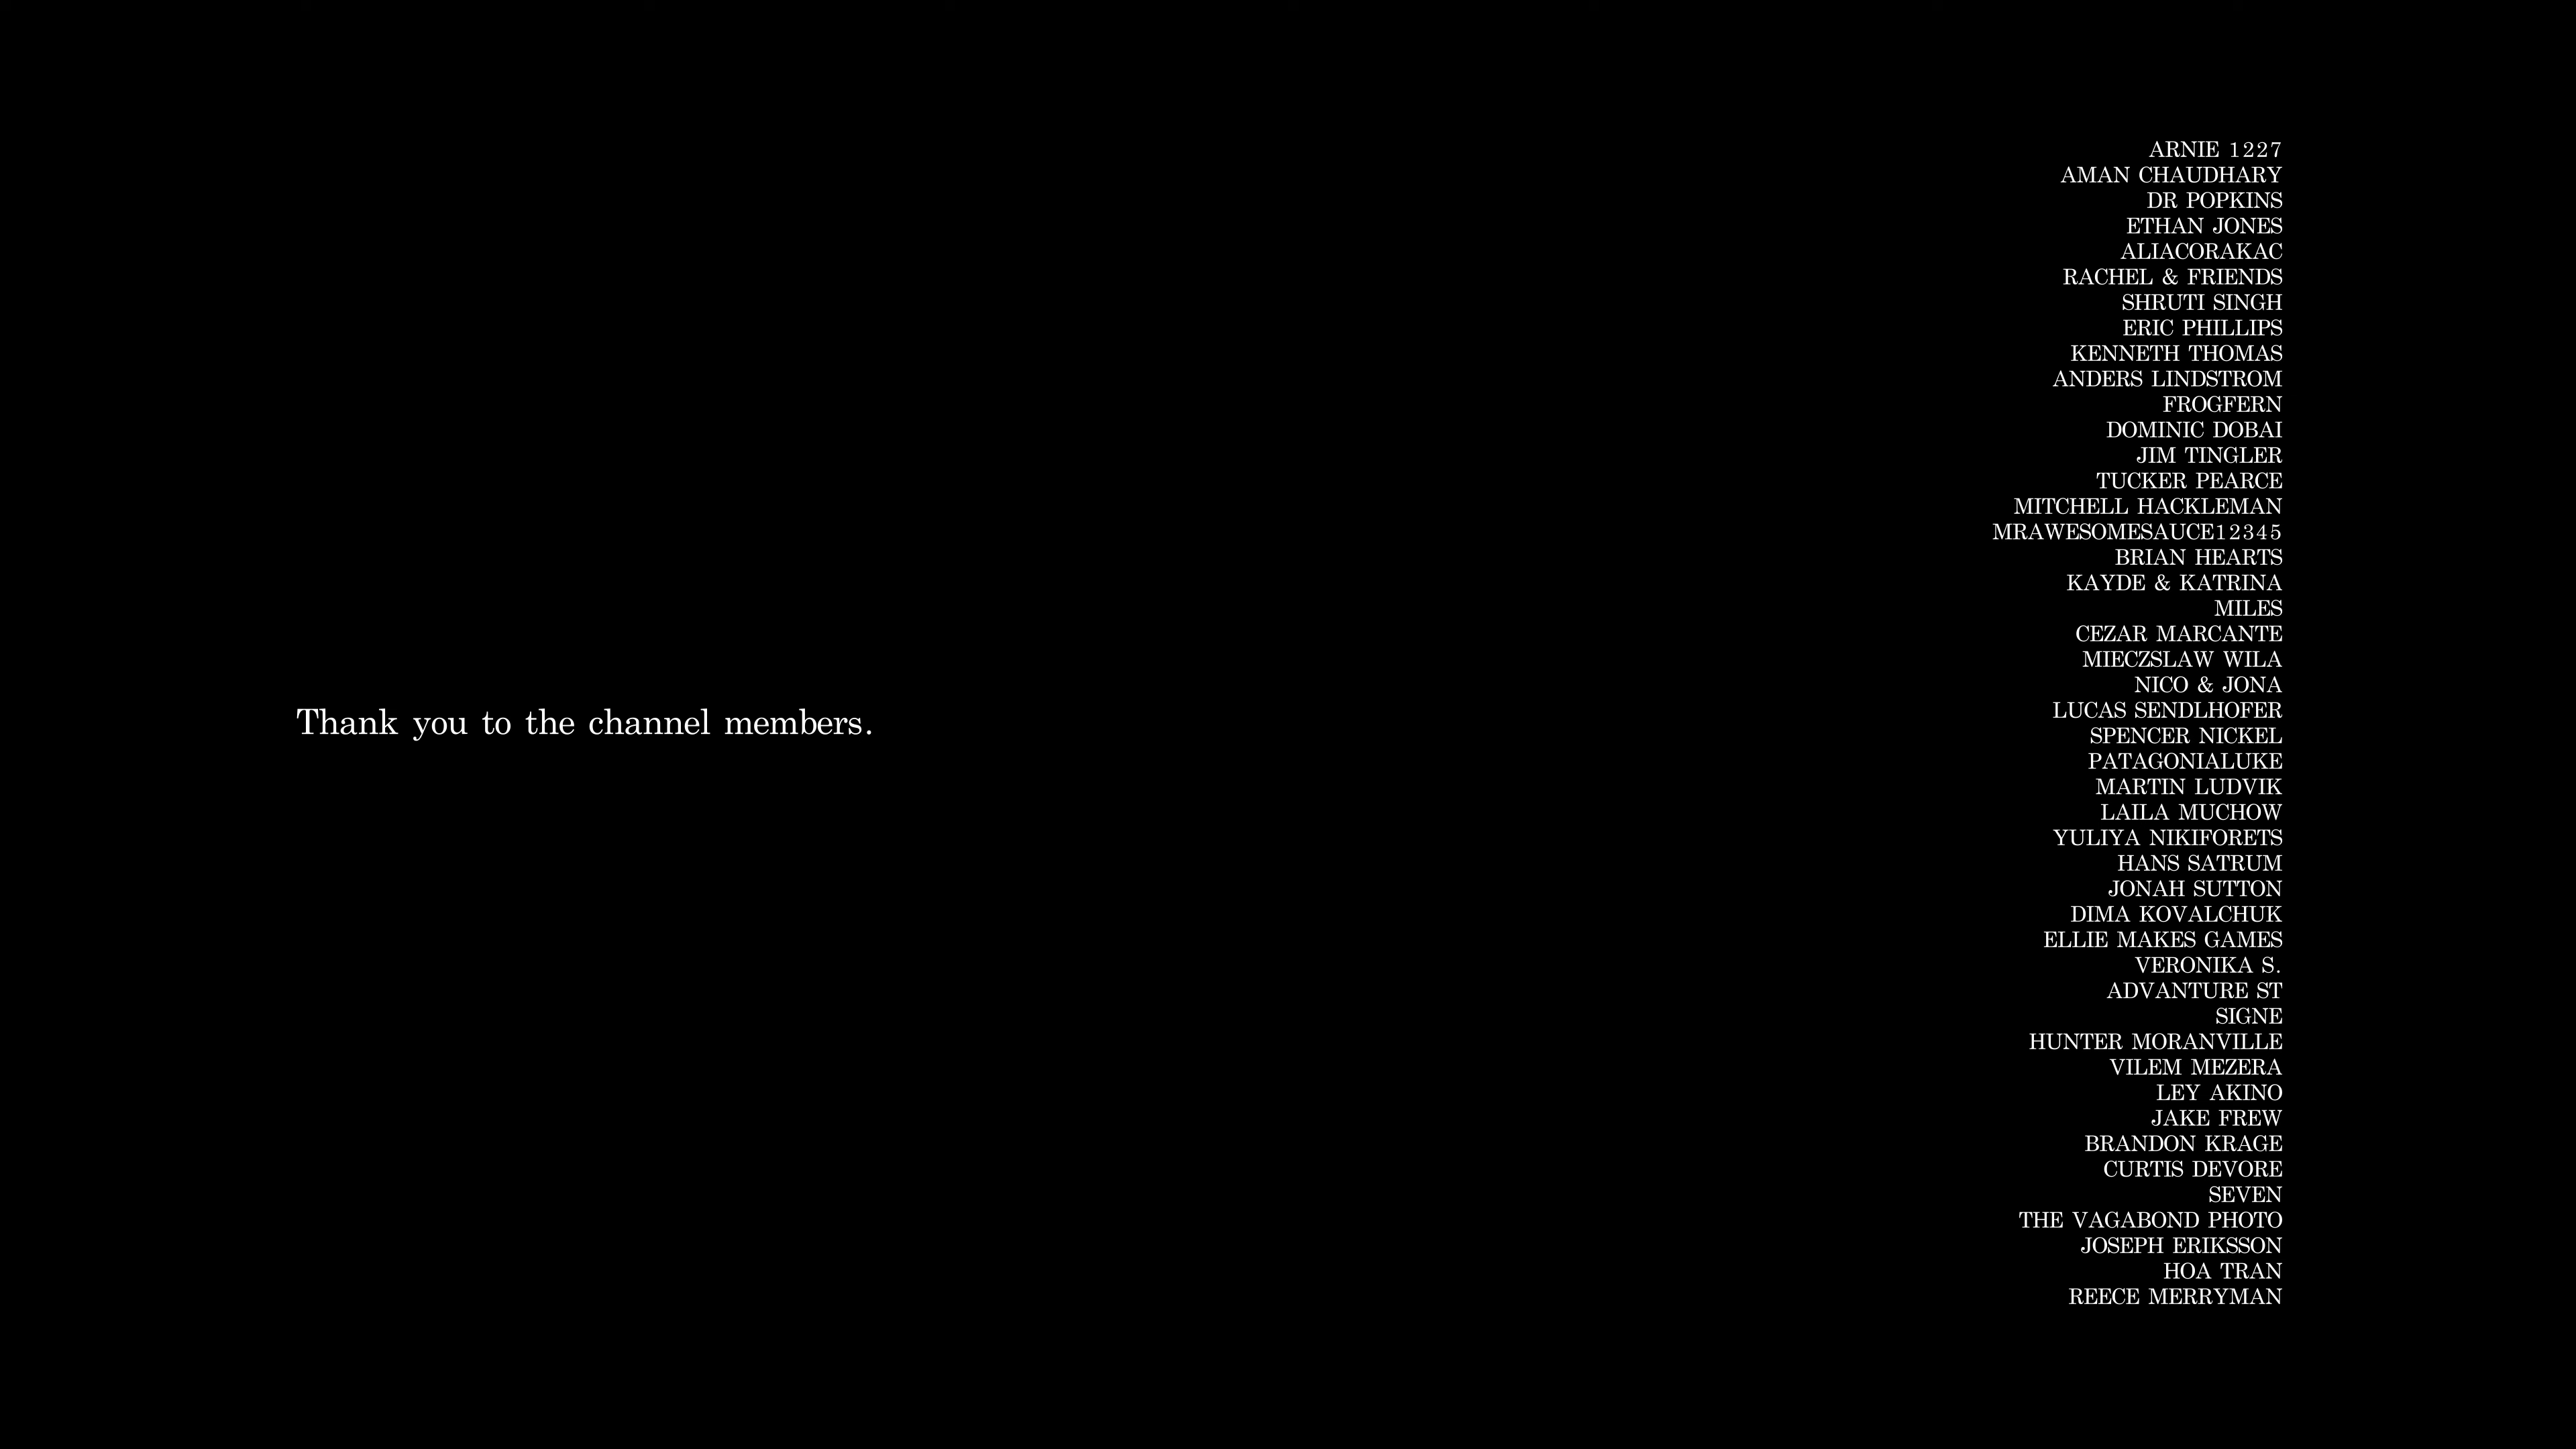 Thank you to the channel members.
ARNIE 1227
AMAN CHAUDHARY
DR POPKINS
ETHAN JONES
ALIACORAKAC
RACHEL & FRIENDS
SHRUTI SINGH
ERIC PHILLIPS
KENNETH THOMAS
ANDERS LINDSTROM
FROGFERN
DOMINIC DOBAI
JIM TINGLER
TUCKER PEARCE
MITCHELL HACKLEMAN
MRAWESOMESAUCE12345
BRIAN HEARTS
KAYDE & KATRINA
MILES
CEZAR MARCANTE
MIECZSLAW WILA
NICO & JONA
LUCAS SENDLHOFER
SPENCER NICKEL
PATAGONIALUKE
MARTIN LUDVIK
LAILA MUCHOW
YULIYA NIKIFORETS
HANS SATRUM
JONAH SUTTON
DIMA KOVALCHUK
ELLIE MAKES GAMES
VERONIKA S.
ADVANTURE ST
SIGNE
HUNTER MORANVILLE
VILEM MEZERA
LEY AKINO
JAKE FREW
BRANDON KRAGE
CURTIS DEVORE
SEVEN
THE VAGABOND PHOTO
JOSEPH ERIKSSON
HOA TRAN
REECE MERRYMAN